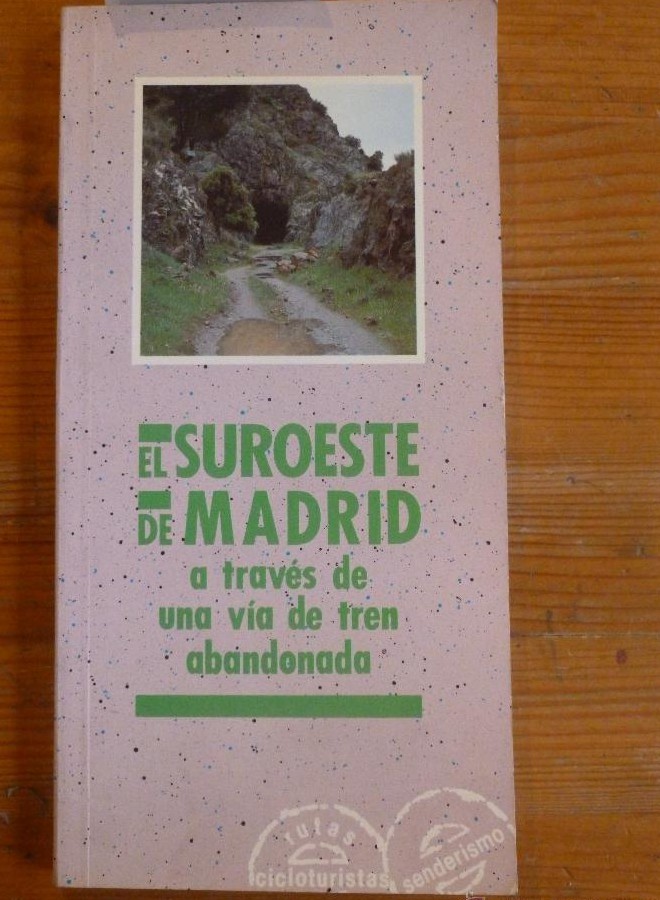 EL SUROESTE
DE MADRID
a través de
una vía de tren
abandonada
rutas
cicloturistas
senderismo